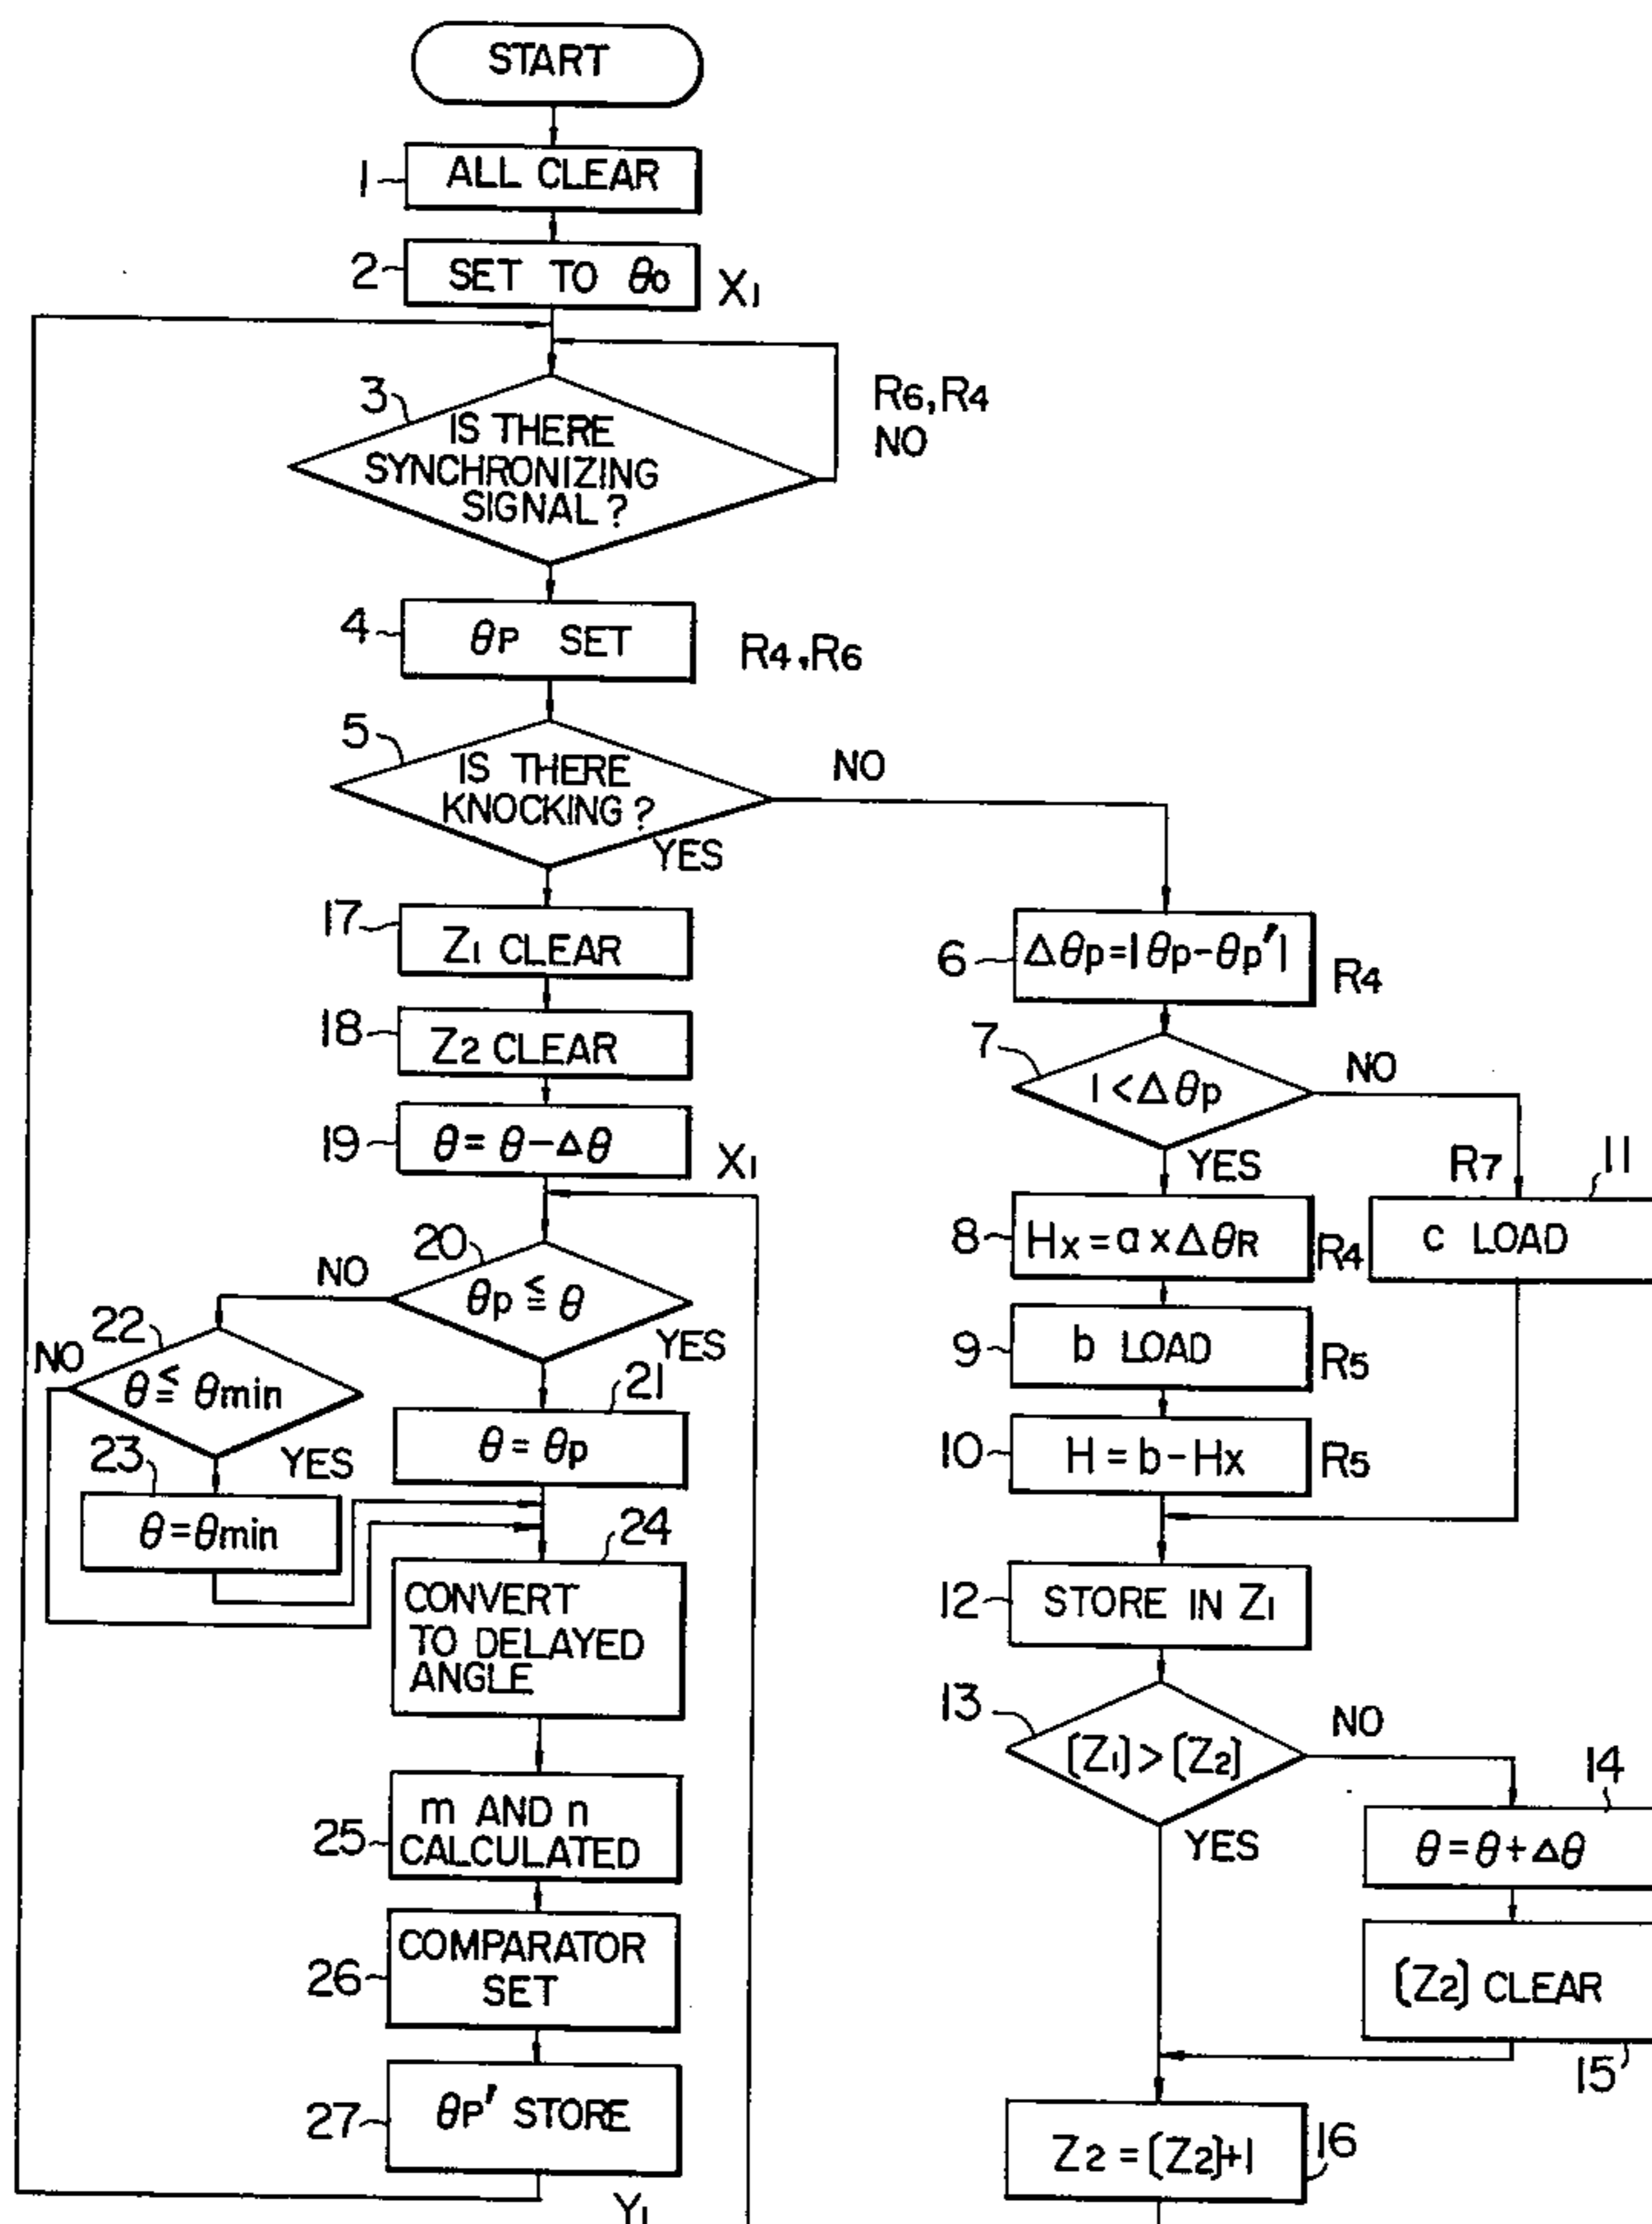 START
1 ALL CLEAR
2 SET TO θo X1
3 IS THERE
SYNCHRONIZING
SIGNAL?
R6, R4
NO
4 θP SET R4, R6
5 IS THERE
KNOCKING?
NO
YES
17 Z1 CLEAR
18 Z2 CLEAR
19 θ = θ - Δθ X1
20 θp ≦ θ
NO
YES
22 θ ≦ θmin
NO
YES
21 θ = θp
23 θ = θmin
24 CONVERT
TO DELAYED
ANGLE
25 m AND n
CALCULATED
26 COMPARATOR
SET
27 θP' STORE
Y1
6 Δθp = |θp - θp'| R4
7 1 < Δθp
NO
YES
8 Hx = a x ΔθR R4
R7 11
c LOAD
9 b LOAD R5
10 H = b - Hx R5
12 STORE IN Z1
13 [Z1] > [Z2]
NO
YES
14 θ = θ + Δθ
[Z2] CLEAR
15
Z2 = [Z2]+1 16